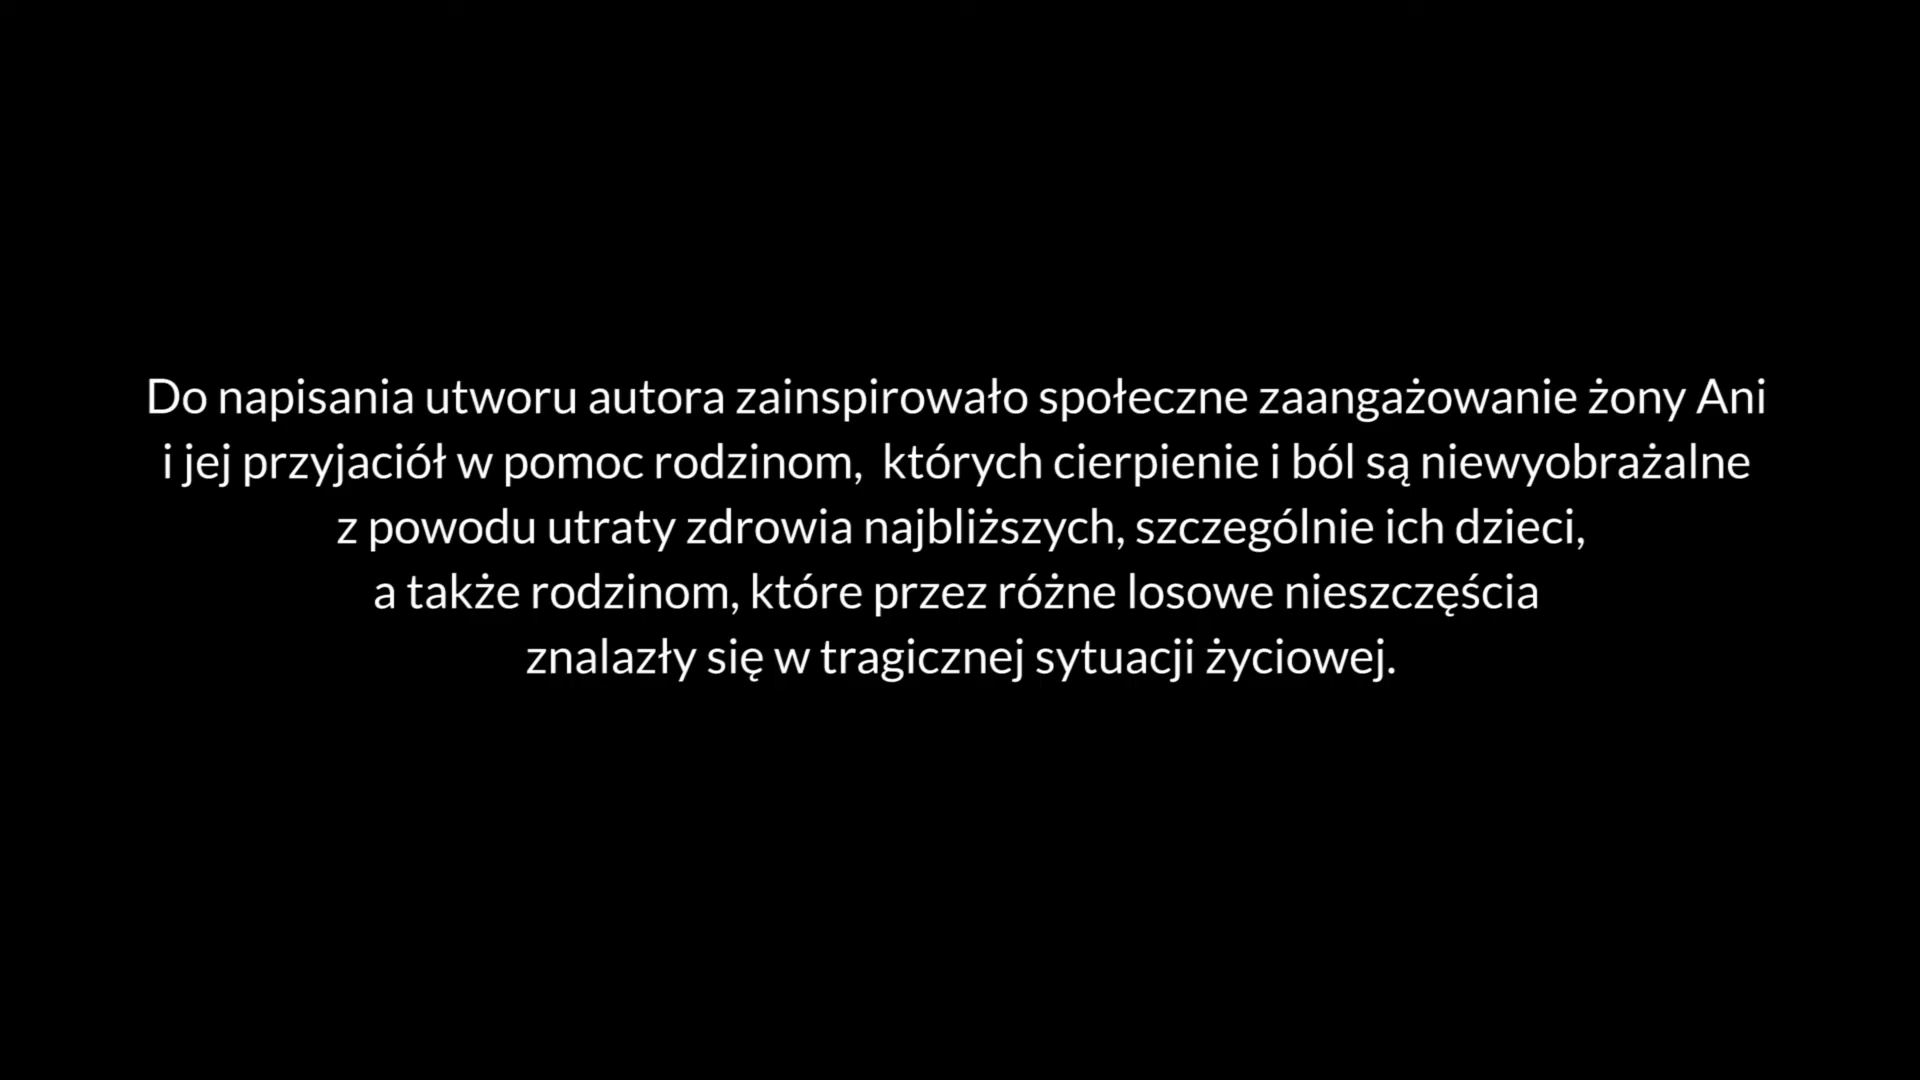 Do napisania utworu autora zainspirowało społeczne zaangażowanie żony Ani
i jej przyjaciół w pomoc rodzinom,  których cierpienie i ból są niewyobrażalne
z powodu utraty zdrowia najbliższych, szczególnie ich dzieci,
a także rodzinom, które przez różne losowe nieszczęścia
znalazły się w tragicznej sytuacji życiowej.